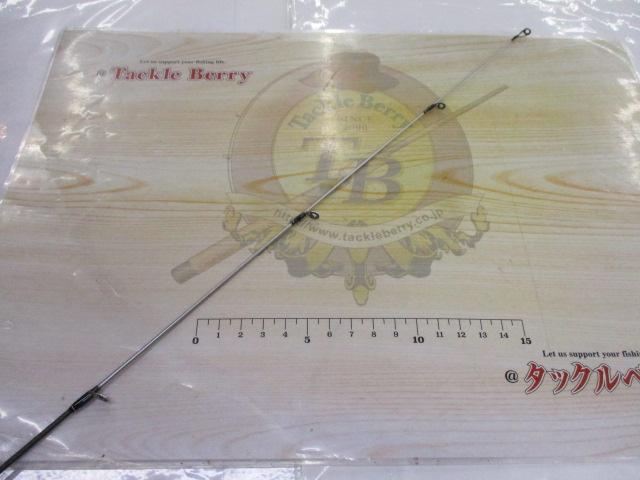 Let us support your fishing life.
@ Tackle Berry
Tackle Berry
SINCE
TB
http://www.tackleberry.co.jp
0 1 2 3 4 5 6 7 8 9 10 11 12 13 14 15
Let us support your fishin
@ タックルベ